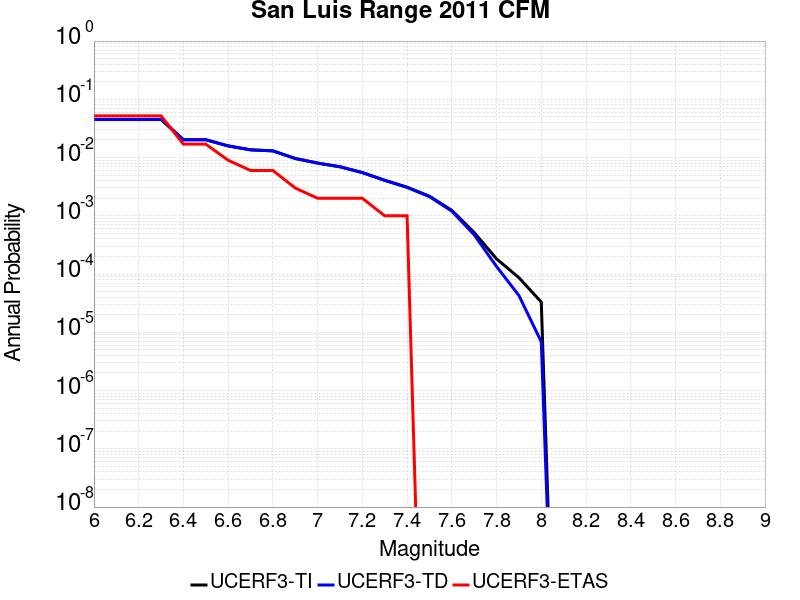 San Luis Range 2011 CFM
10^0
10^-1
10^-2
10^-3
10^-4
10^-5
10^-6
10^-7
10^-8
Annual Probability
6 6.2 6.4 6.6 6.8 7 7.2 7.4 7.6 7.8 8 8.2 8.4 8.6 8.8 9
Magnitude
UCERF3-TI UCERF3-TD UCERF3-ETAS